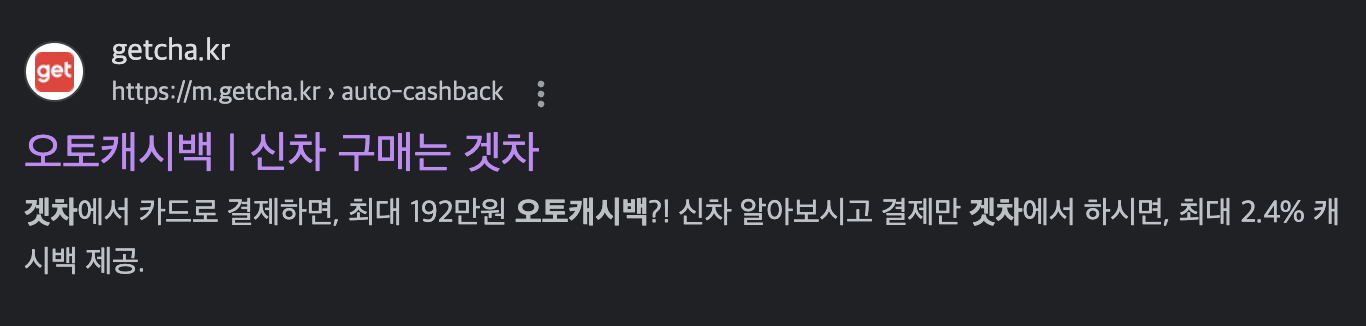 get
getcha.kr
https://m.getcha.kr › auto-cashback
오토캐시백 | 신차 구매는 겟차
겟차에서 카드로 결제하면, 최대 192만원 오토캐시백?! 신차 알아보시고 결제만 겟차에서 하시면, 최대 2.4% 캐
시백 제공.